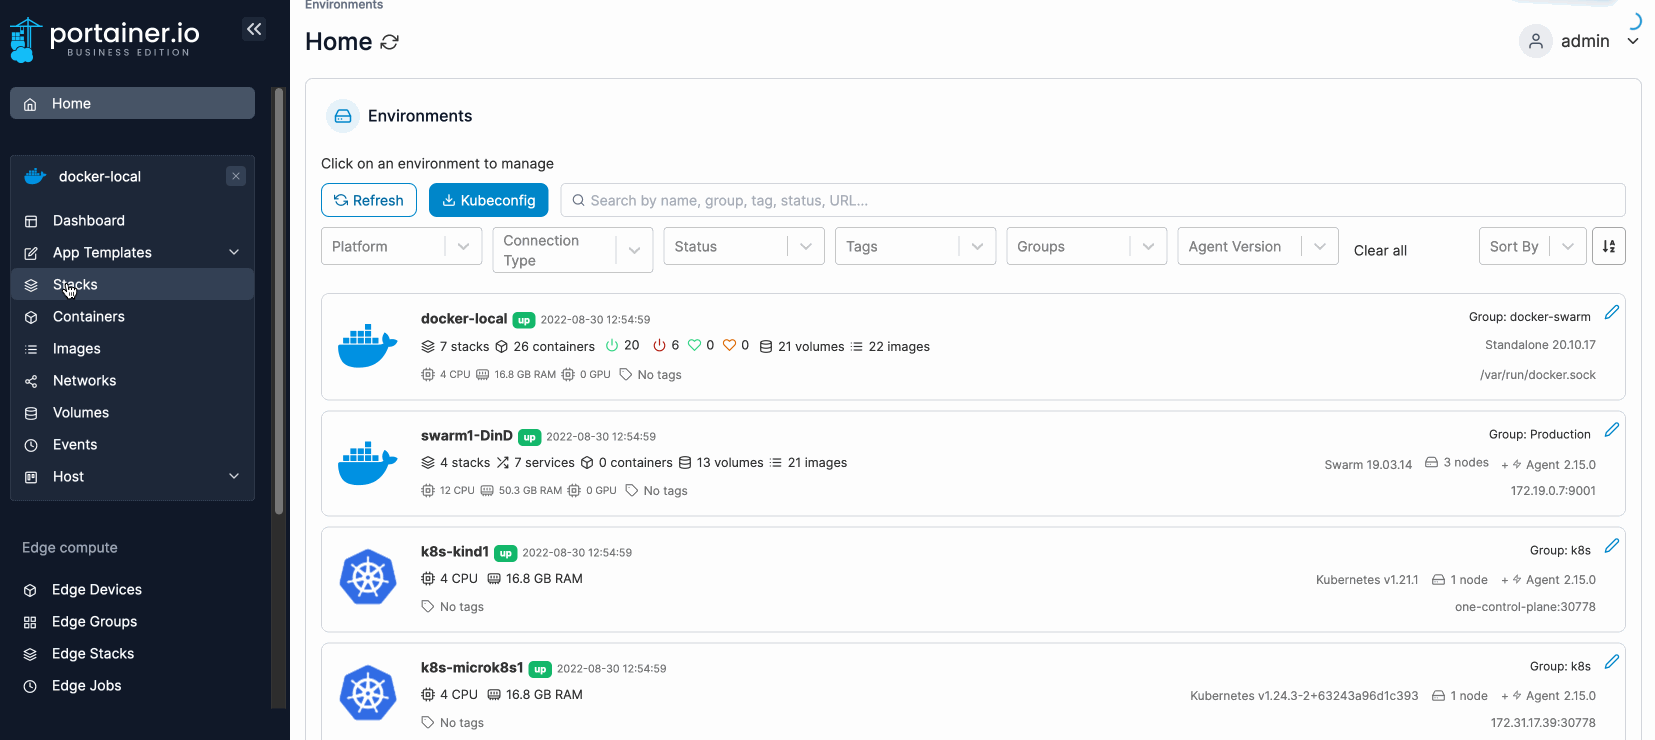 portainer.io
BUSINESS EDITION
Home
docker-local
Dashboard
App Templates
Stacks
Containers
Images
Networks
Volumes
Events
Host
Edge compute
Edge Devices
Edge Groups
Edge Stacks
Edge Jobs
Environments
Home
admin
Environments
Click on an environment to manage
Refresh
Kubeconfig
Search by name, group, tag, status, URL...
Platform
Connection
Type
Status
Tags
Groups
Agent Version
Clear all
Sort By
docker-local up 2022-08-30 12:54:59
Group: docker-swarm
7 stacks 26 containers 20 6 0 0 21 volumes 22 images
Standalone 20.10.17
4 CPU 16.8 GB RAM 0 GPU No tags
/var/run/docker.sock
swarm1-DinD up 2022-08-30 12:54:59
Group: Production
4 stacks 7 services 0 containers 13 volumes 21 images
Swarm 19.03.14 3 nodes + Agent 2.15.0
12 CPU 50.3 GB RAM 0 GPU No tags
172.19.0.7:9001
k8s-kind1 up 2022-08-30 12:54:59
Group: k8s
4 CPU 16.8 GB RAM
Kubernetes v1.21.1 1 node + Agent 2.15.0
No tags
one-control-plane:30778
k8s-microk8s1 up 2022-08-30 12:54:59
Group: k8s
4 CPU 16.8 GB RAM
Kubernetes v1.24.3-2+63243a96d1c393 1 node + Agent 2.15.0
No tags
172.31.17.39:30778